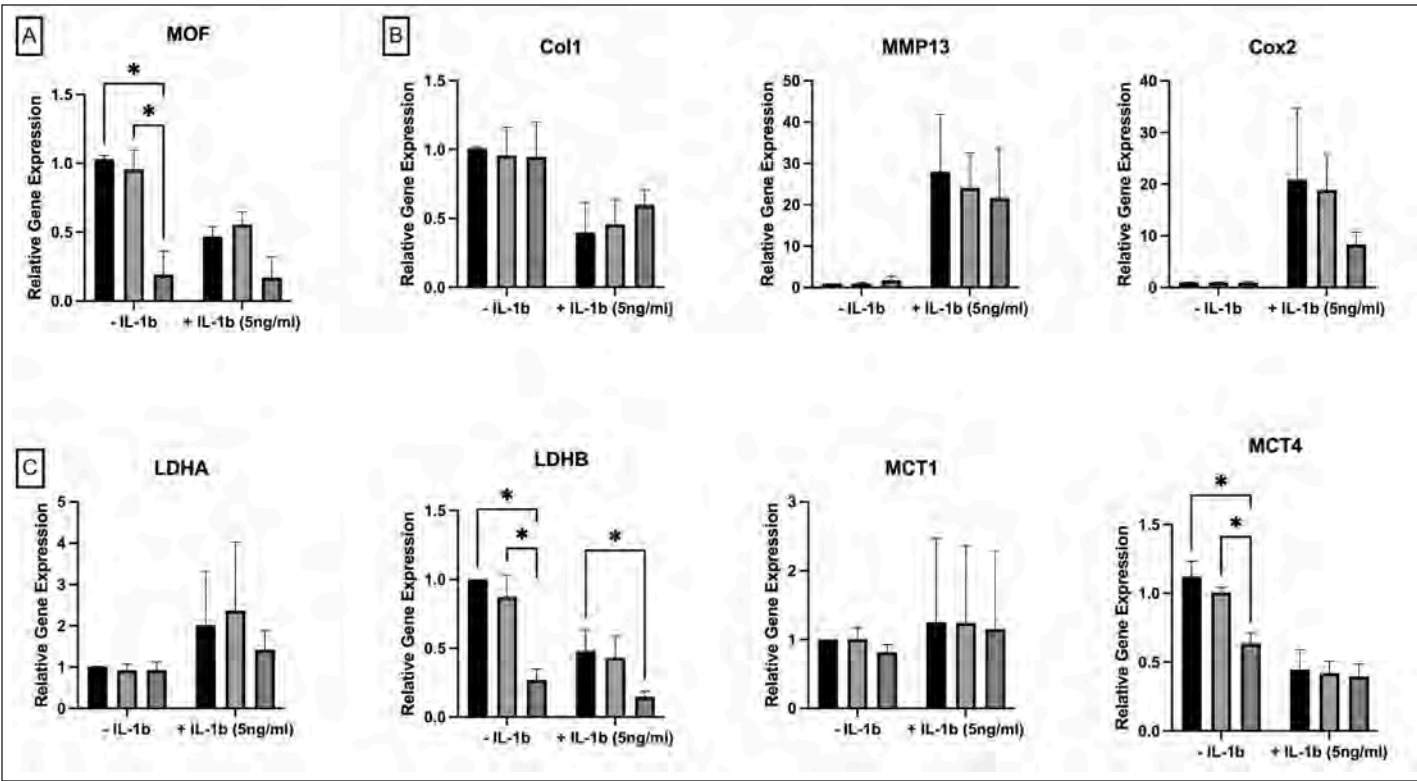 A
MOF
Relative Gene Expression
1.5
1.0
0.5
0.0
*
*
- IL-1b + IL-1b (5ng/ml)
B
Col1
Relative Gene Expression
1.5
1.0
0.5
0.0
- IL-1b + IL-1b (5ng/ml)
MMP13
Relative Gene Expression
50
40
30
20
10
0
- IL-1b + IL-1b (5ng/ml)
Cox2
Relative Gene Expression
40
30
20
10
0
- IL-1b + IL-1b (5ng/ml)
C
LDHA
Relative Gene Expression
5
4
3
2
1
0
- IL-1b + IL-1b (5ng/ml)
LDHB
Relative Gene Expression
1.5
1.0
0.5
0.0
*
*
*
- IL-1b + IL-1b (5ng/ml)
MCT1
Relative Gene Expression
3
2
1
0
- IL-1b + IL-1b (5ng/ml)
MCT4
Relative Gene Expression
1.5
1.0
0.5
0.0
*
*
- IL-1b + IL-1b (5ng/ml)